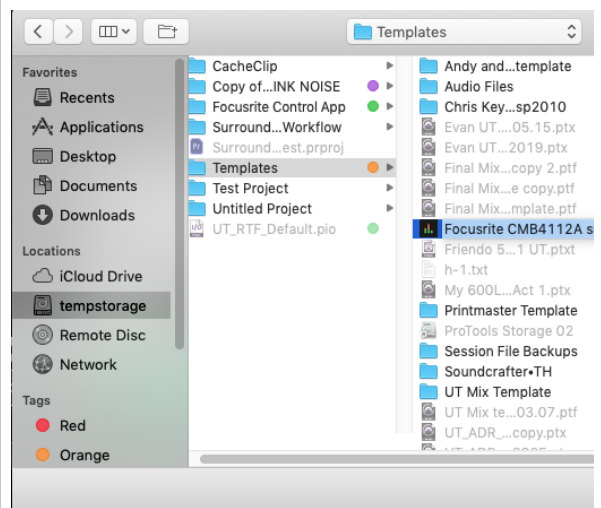 Templates
Favorites
Recents
Applications
Desktop
Documents
Downloads
Locations
iCloud Drive
tempstorage
Remote Disc
Network
Tags
Red
Orange
CacheClip
Copy of...INK NOISE
Focusrite Control App
Surround...Workflow
Surround...est.prproj
Templates
Test Project
Untitled Project
UT_RTF_Default.pio
Andy and...template
Audio Files
Chris Key...sp2010
Evan UT....05.15.ptx
Evan UT...2019.ptx
Final Mix...copy 2.ptf
Final Mix...e copy.ptf
Final Mix...mplate.ptf
Focusrite CMB4112A s
Friendo 5...1 UT.ptxt
h-1.txt
My 600L...Act 1.ptx
Printmaster Template
ProTools Storage 02
Session File Backups
Soundcrafter•TH
UT Mix Template
UT Mix te...03.07.ptf
UT_ADR_...copy.ptx